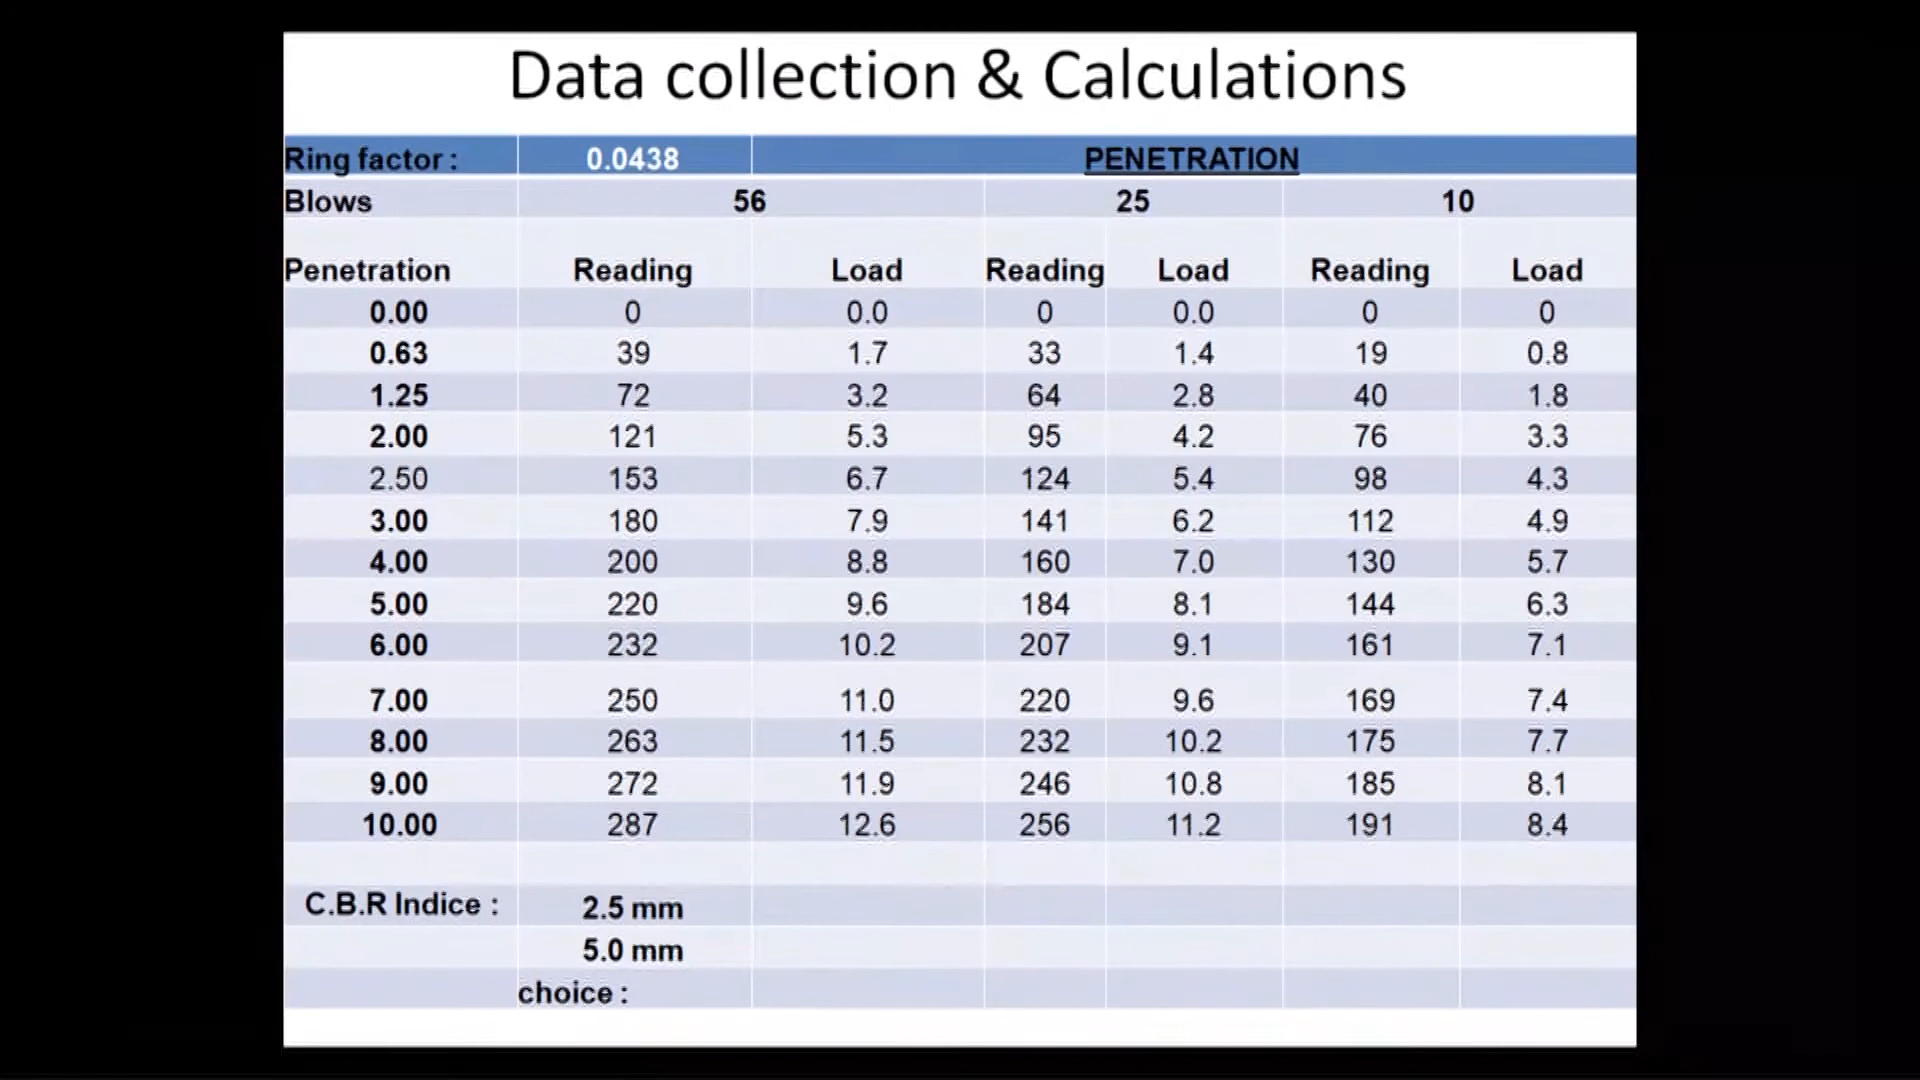 Data collection & Calculations
Ring factor : 0.0438 PENETRATION
Blows 56 25 10
Penetration Reading Load Reading Load Reading Load
0.00 0 0.0 0 0.0 0 0
0.63 39 1.7 33 1.4 19 0.8
1.25 72 3.2 64 2.8 40 1.8
2.00 121 5.3 95 4.2 76 3.3
2.50 153 6.7 124 5.4 98 4.3
3.00 180 7.9 141 6.2 112 4.9
4.00 200 8.8 160 7.0 130 5.7
5.00 220 9.6 184 8.1 144 6.3
6.00 232 10.2 207 9.1 161 7.1
7.00 250 11.0 220 9.6 169 7.4
8.00 263 11.5 232 10.2 175 7.7
9.00 272 11.9 246 10.8 185 8.1
10.00 287 12.6 256 11.2 191 8.4
C.B.R Indice : 2.5 mm
5.0 mm
choice :